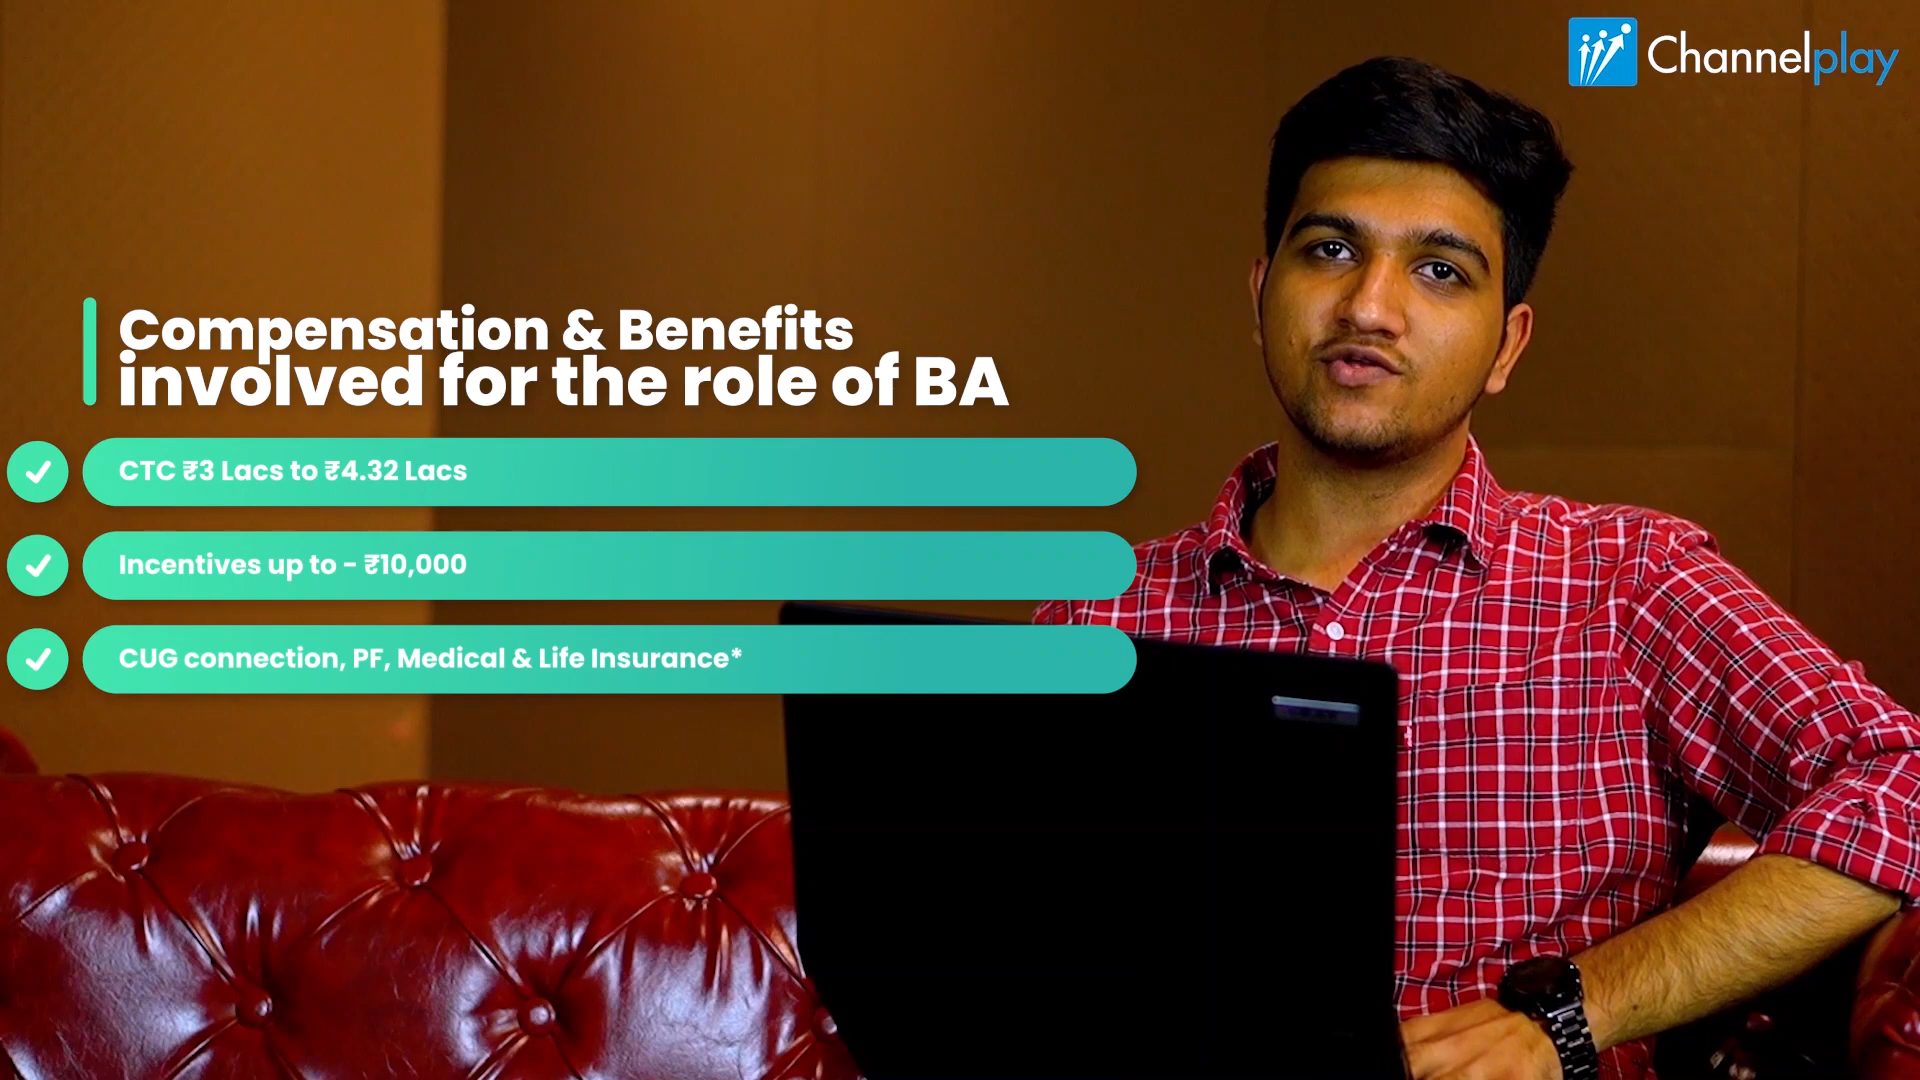 Channelplay
Compensation & Benefits
involved for the role of BA
CTC ₹3 Lacs to ₹4.32 Lacs
Incentives up to - ₹10,000
CUG connection, PF, Medical & Life Insurance*